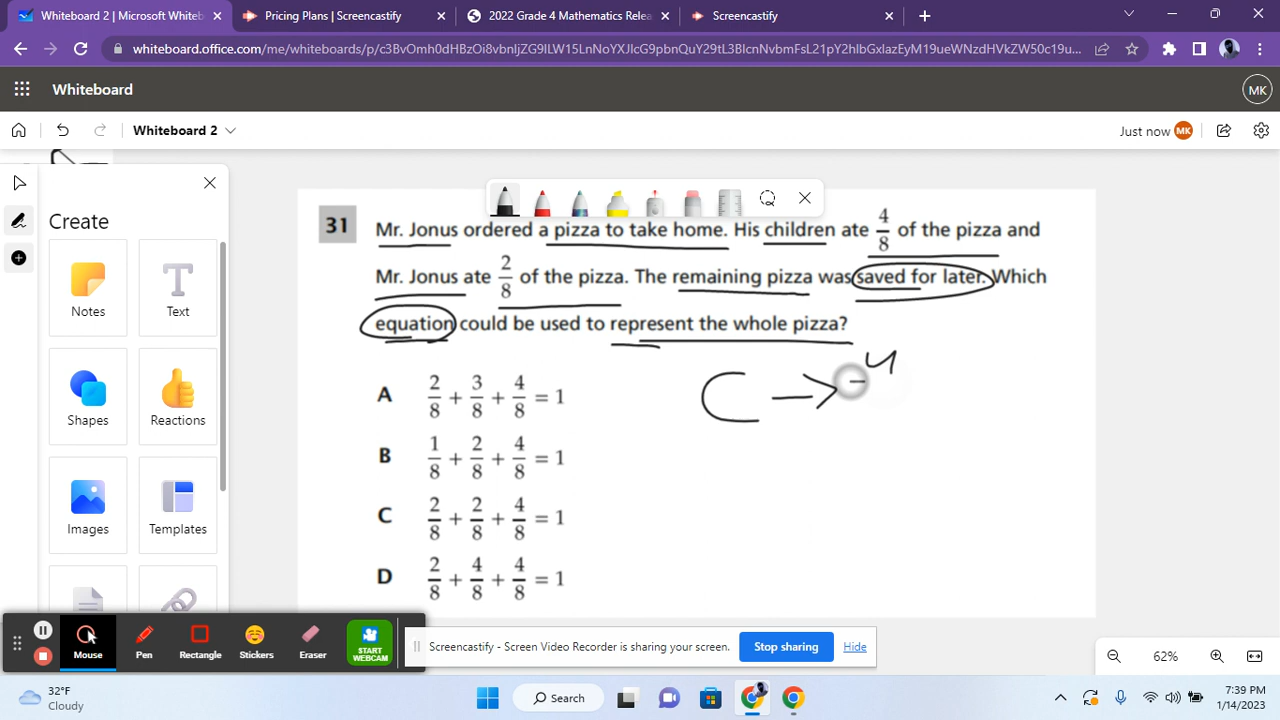 Whiteboard 2 | Microsoft Whiteb
Pricing Plans | Screencastify
2022 Grade 4 Mathematics Relea
Screencastify
Whiteboard
MK
Whiteboard 2
Just now MK
Create
Notes
Text
Shapes
Reactions
Images
Templates
31 Mr. Jonus ordered a pizza to take home. His children ate 4/8 of the pizza and
Mr. Jonus ate 2/8 of the pizza. The remaining pizza was saved for later. Which
equation could be used to represent the whole pizza?
A 2/8 + 3/8 + 4/8 = 1
B 1/8 + 2/8 + 4/8 = 1
C 2/8 + 2/8 + 4/8 = 1
D 2/8 + 4/8 + 4/8 = 1
C → 4
Mouse
Pen
Rectangle
Stickers
Eraser
START WEBCAM
Screencastify - Screen Video Recorder is sharing your screen.
Stop sharing
Hide
62%
32°F
Cloudy
Search
7:39 PM
1/14/2023